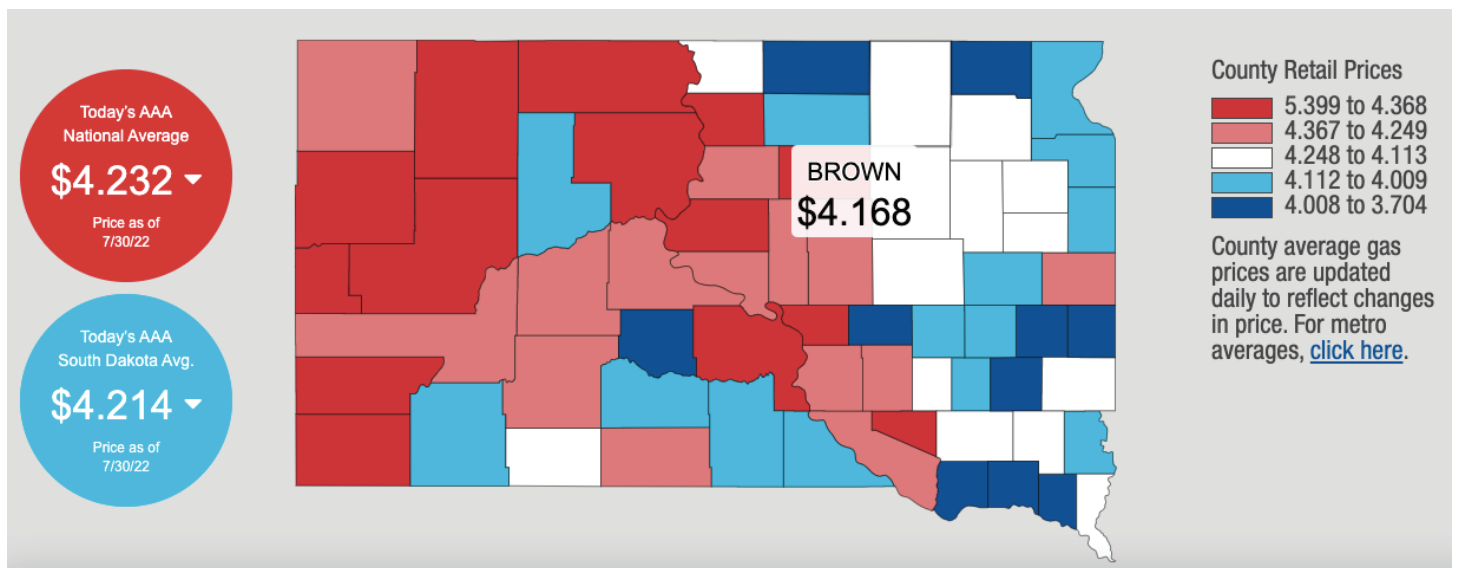 Today's AAA
National Average
$4.232
Price as of
7/30/22
Today's AAA
South Dakota Avg.
$4.214
Price as of
7/30/22
BROWN
$4.168
County Retail Prices
5.399 to 4.368
4.367 to 4.249
4.248 to 4.113
4.112 to 4.009
4.008 to 3.704
County average gas
prices are updated
daily to reflect changes
in price. For metro
averages, click here.